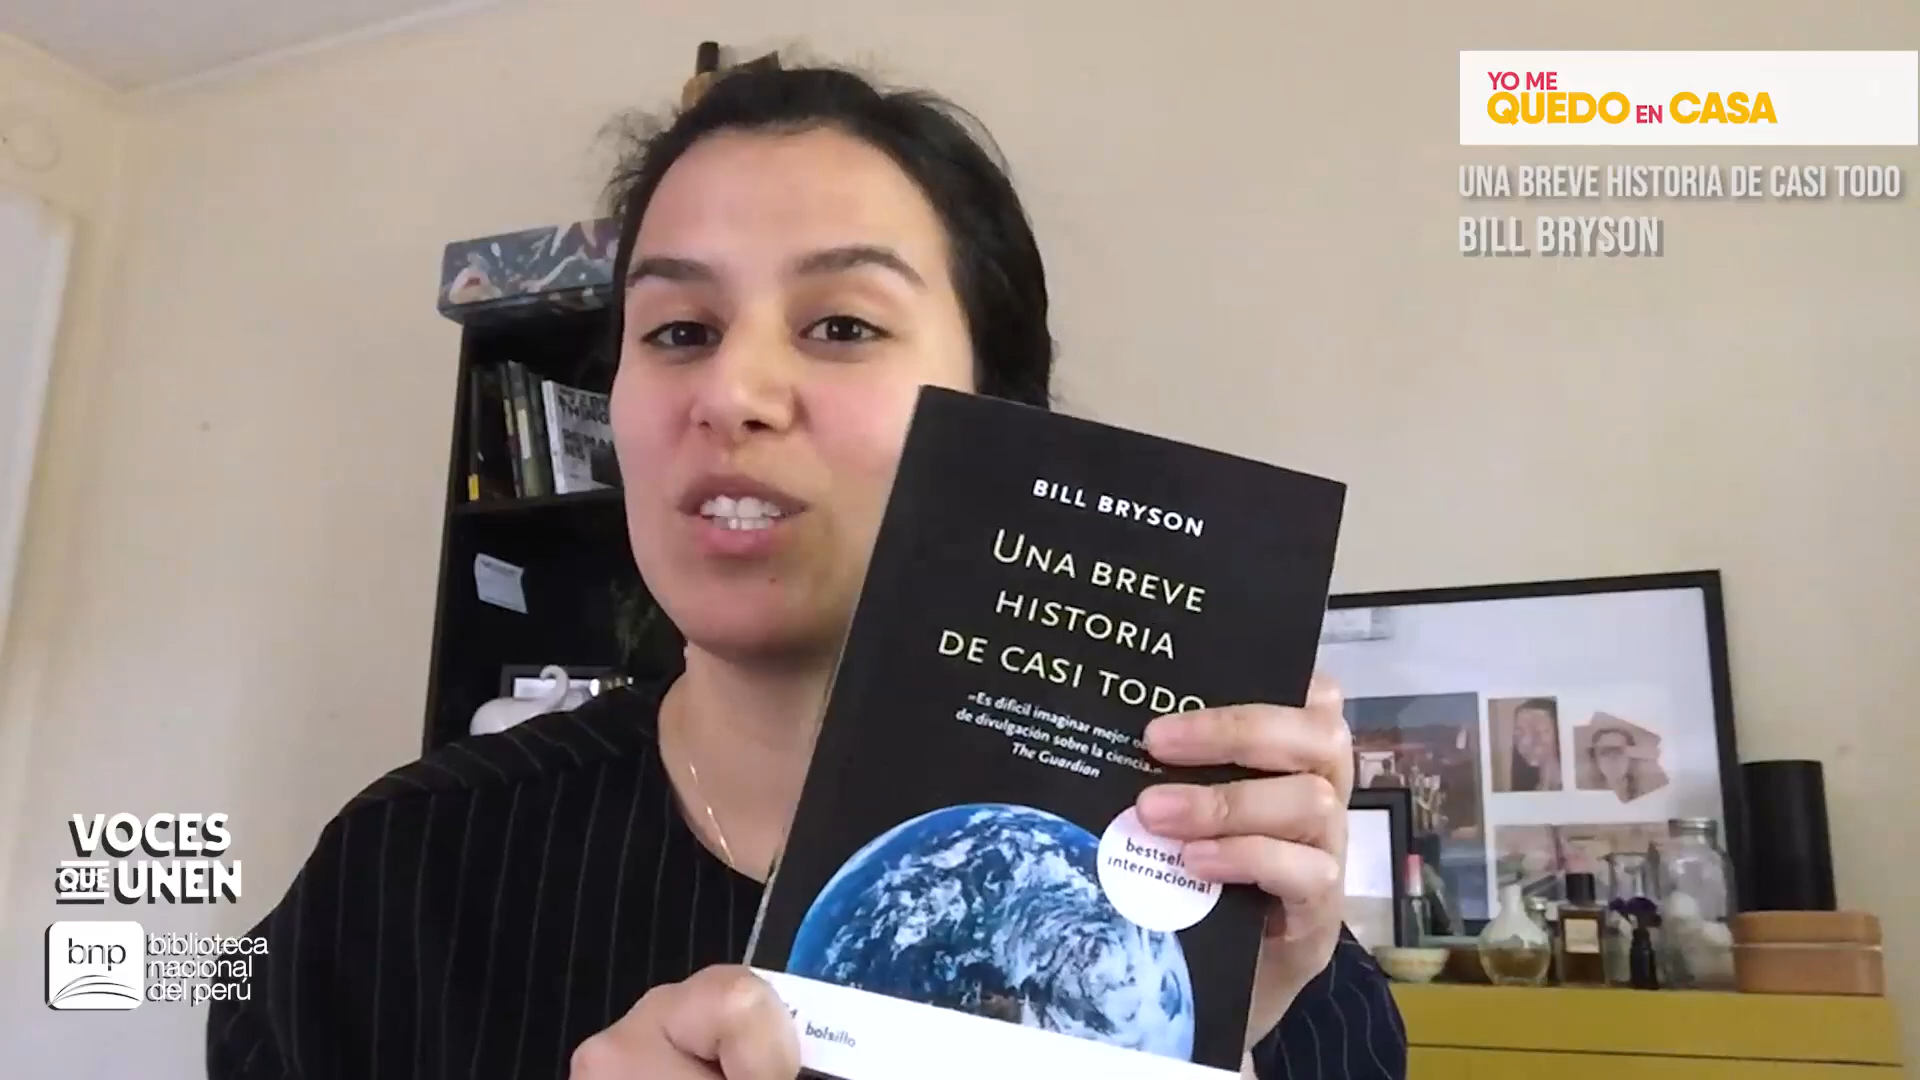 YO ME
QUEDO EN CASA
UNA BREVE HISTORIA DE CASI TODO
BILL BRYSON
BILL BRYSON
UNA BREVE
HISTORIA
DE CASI TODO
«Es difícil imaginar mejor
de divulgación sobre la ciencia.»
The Guardian
internacional
bolsillo
VOCES
QUE UNEN
bnp
biblioteca
nacional
del perú